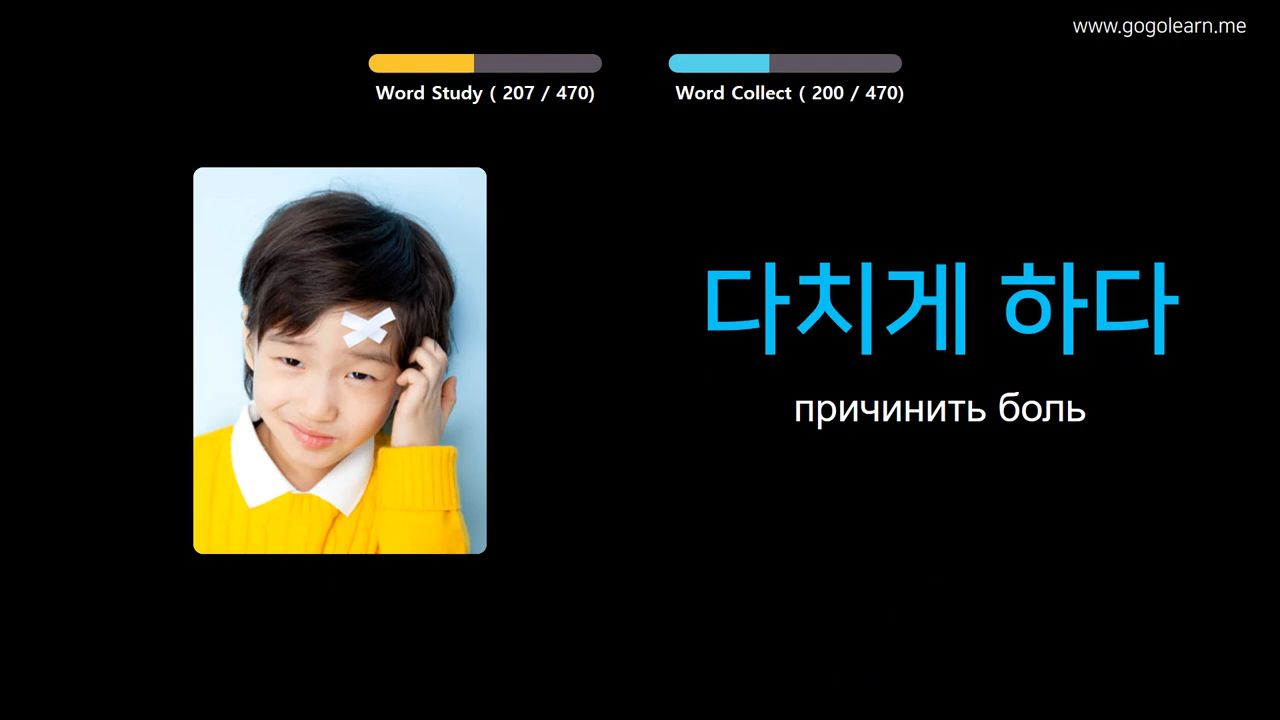 www.gogolearn.me
Word Study ( 207 / 470)
Word Collect ( 200 / 470)
다치게 하다
причинить боль